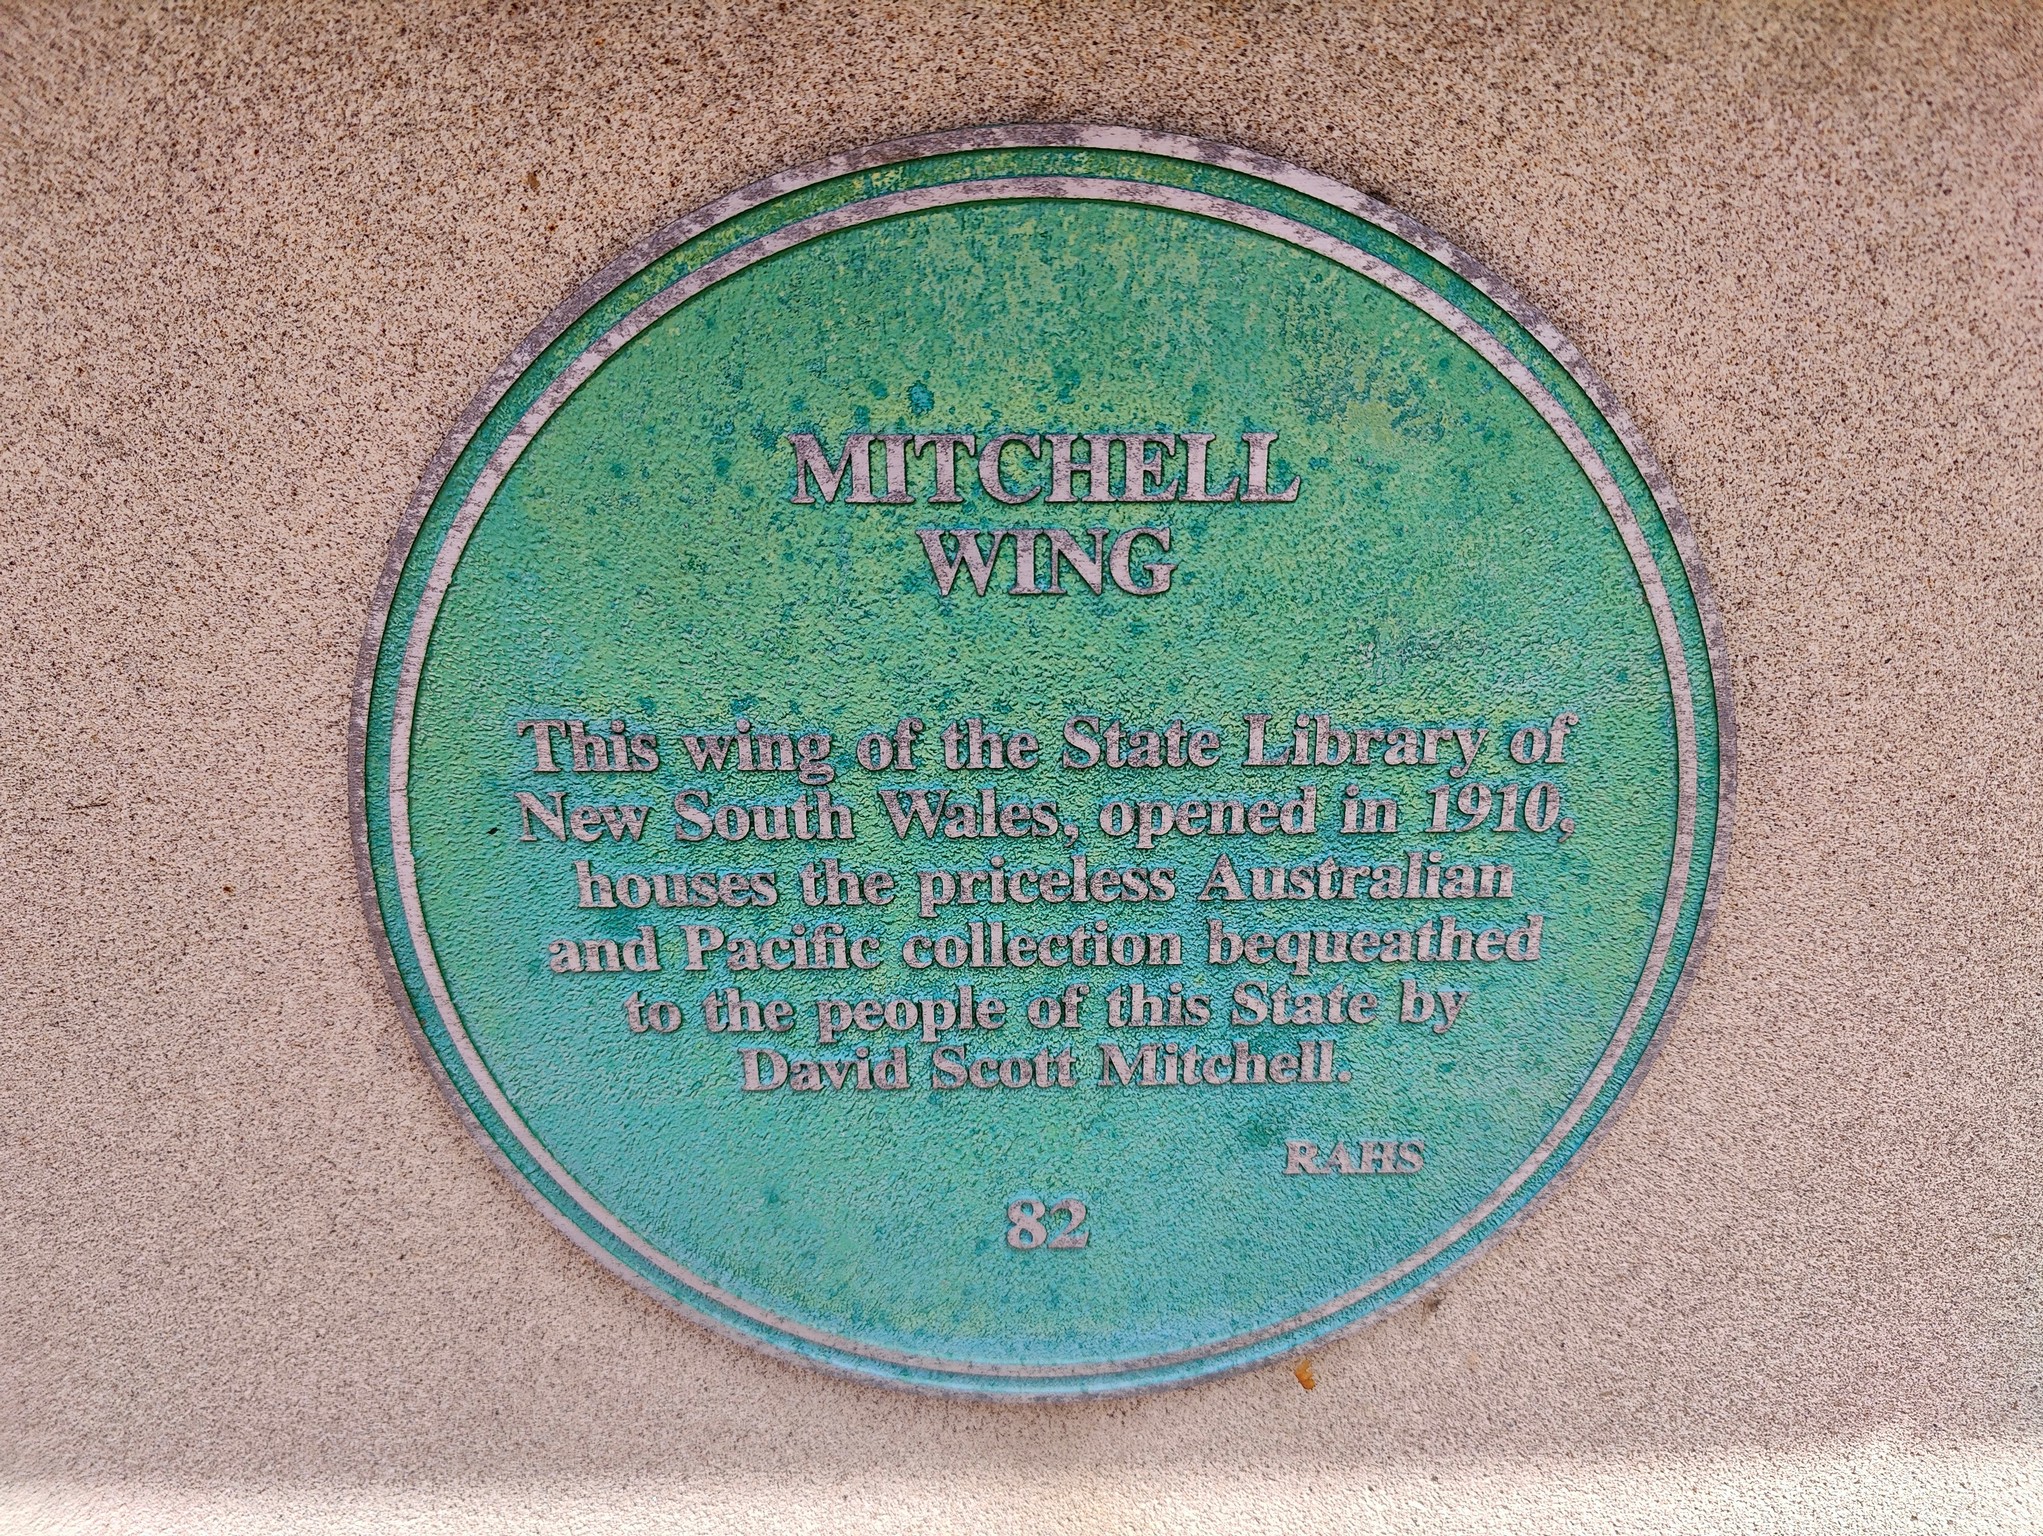 MITCHELL
WING
This wing of the State Library of
New South Wales, opened in 1910,
houses the priceless Australian
and Pacific collection bequeathed
to the people of this State by
David Scott Mitchell.
RAHS
82